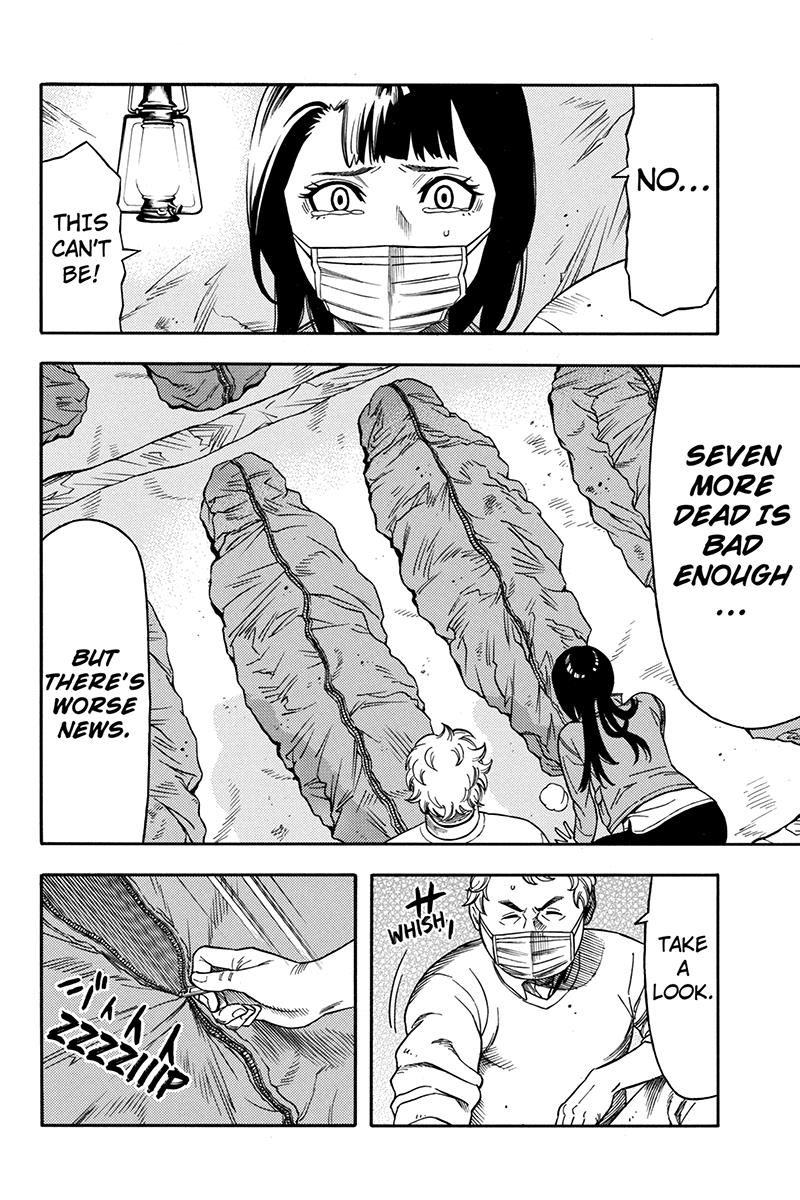 NO...
THIS
CAN'T
BE!
SEVEN
MORE
DEAD IS
BAD
ENOUGH
...
BUT
THERE'S
WORSE
NEWS.
TAKE
A
LOOK.
WHISH
ZZZZIIIP